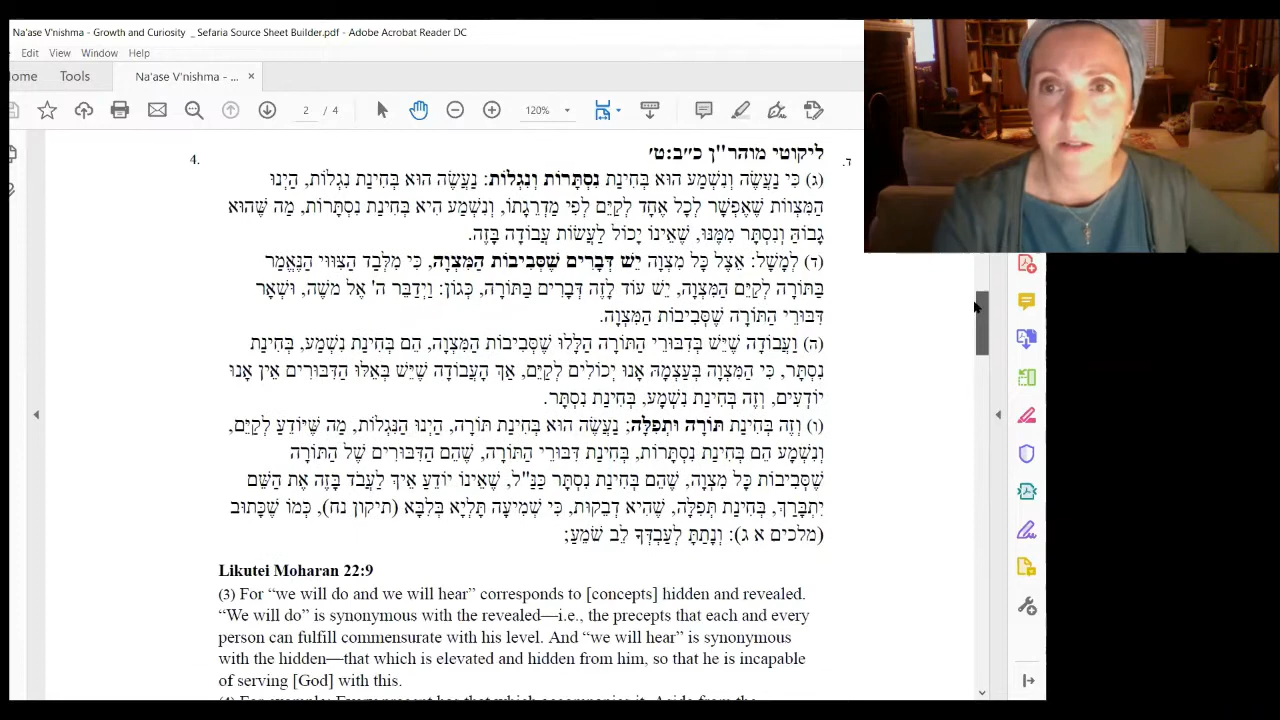 Na'ase V'nishma - Growth and Curiosity _ Sefaria Source Sheet Builder.pdf - Adobe Acrobat Reader DC
Edit View Window Help
ome Tools Na'ase V'nishma - ... ×
2 / 4 120%
ליקוטי מוהר"ן כ״ב:ט׳
4. ד.
(ג) כִּי נַעֲשֶׂה וְנִשְׁמַע הוּא בְּחִינַת נִסְתָּרוֹת וְנִגְלוֹת: נַעֲשֶׂה הוּא בְּחִינַת נִגְלוֹת, הַיְנוּ
הַמִּצְווֹת שֶׁאֶפְשָׁר לְכָל אֶחָד לְקַיֵּם לְפִי מַדְרֵגָתוֹ, וְנִשְׁמַע הִיא בְּחִינַת נִסְתָּרוֹת, מַה שֶּׁהוּא
גָּבוֹהַּ וְנִסְתָּר מִמֶּנּוּ, שֶׁאֵינוֹ יָכוֹל לַעֲשׂוֹת עֲבוֹדָה בָּזֶה.
(ד) לְמָשָׁל: אֵצֶל כָּל מִצְוָה יֵשׁ דְּבָרִים שֶׁסְּבִיבוֹת הַמִּצְוָה, כִּי מִלְּבַד הַצִּוּוּי הַנֶּאֱמַר
בַּתּוֹרָה לְקַיֵּם הַמִּצְוָה, יֵשׁ עוֹד לָזֶה דְּבָרִים בַּתּוֹרָה, כְּגוֹן: וַיְדַבֵּר ה' אֶל מֹשֶׁה, וּשְׁאָר
דִּבּוּרֵי הַתּוֹרָה שֶׁסְּבִיבוֹת הַמִּצְוָה.
(ה) וַעֲבוֹדָה שֶׁיֵּשׁ בְּדִבּוּרֵי הַתּוֹרָה הַלָּלוּ שֶׁסְּבִיבוֹת הַמִּצְוָה, הֵם בְּחִינַת נִשְׁמַע, בְּחִינַת
נִסְתָּר, כִּי הַמִּצְוָה בְּעַצְמָהּ אָנוּ יְכוֹלִים לְקַיֵּם, אַךְ הָעֲבוֹדָה שֶׁיֵּשׁ בְּאֵלּוּ הַדִּבּוּרִים אֵין אָנוּ
יוֹדְעִים, וְזֶה בְּחִינַת נִשְׁמָע, בְּחִינַת נִסְתָּר.
(ו) וְזֶה בְּחִינַת תּוֹרָה וּתְפִלָּה; נַעֲשֶׂה הוּא בְּחִינַת תּוֹרָה, הַיְנוּ הַנִּגְלוֹת, מַה שֶּׁיּוֹדֵעַ לְקַיֵּם,
וְנִשְׁמָע הֵם בְּחִינַת נִסְתָּרוֹת, בְּחִינַת דִּבּוּרֵי הַתּוֹרָה, שֶׁהֵם הַדִּבּוּרִים שֶׁל הַתּוֹרָה
שֶׁסְּבִיבוֹת כָּל מִצְוָה, שֶׁהֵם בְּחִינַת נִסְתָּר כַּנַּ"ל, שֶׁאֵינוֹ יוֹדֵעַ אֵיךְ לַעֲבֹד בָּזֶה אֶת הַשֵּׁם
יִתְבָּרַךְ, בְּחִינַת תְּפִלָּה, שֶׁהִיא דְּבֵקוּת, כִּי שְׁמִיעָה תַּלְיָא בְּלִבָּא (תיקון נח), כְּמוֹ שֶׁכָּתוּב
(מלכים א ג): וְנָתַתָּ לְעַבְדְּךָ לֵב שֹׁמֵעַ;
Likutei Moharan 22:9
(3) For “we will do and we will hear” corresponds to [concepts] hidden and revealed.
“We will do” is synonymous with the revealed—i.e., the precepts that each and every
person can fulfill commensurate with his level. And “we will hear” is synonymous
with the hidden—that which is elevated and hidden from him, so that he is incapable
of serving [God] with this.